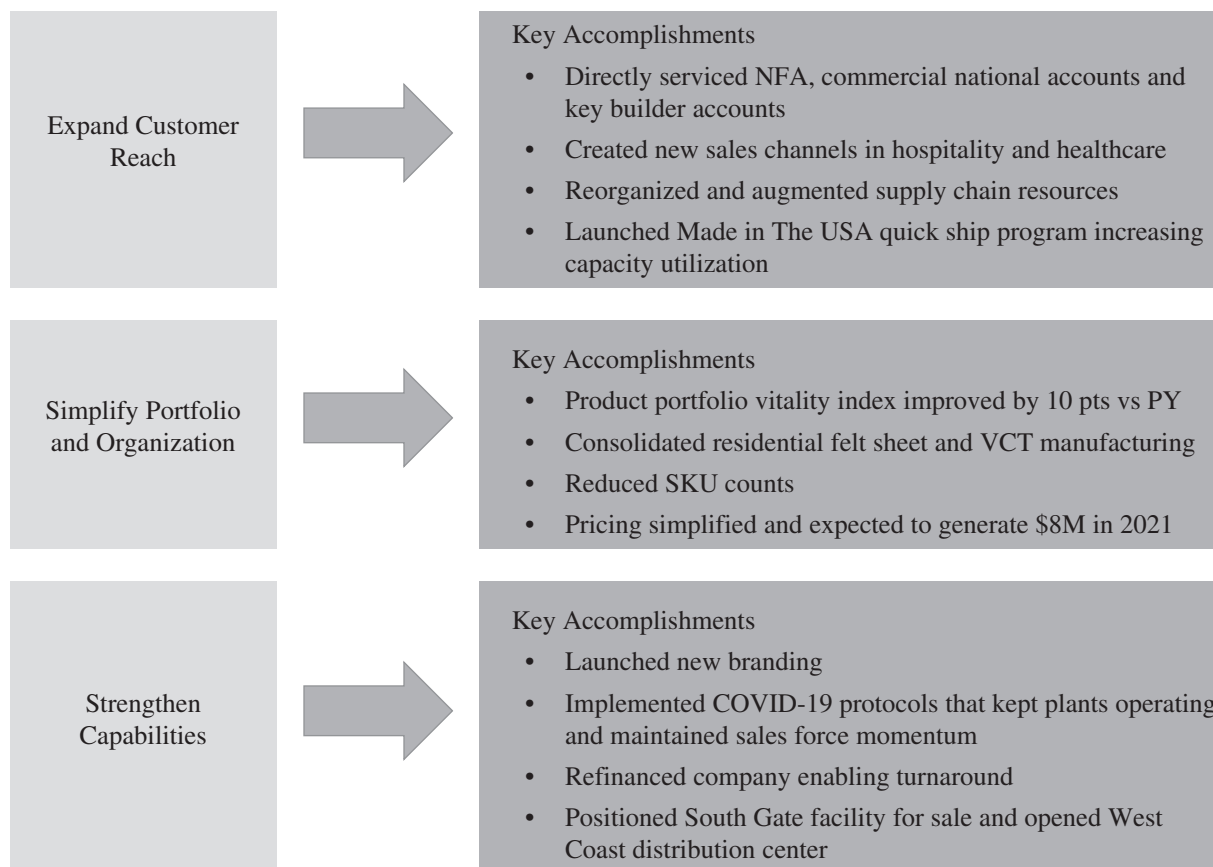 Expand Customer
Reach
Key Accomplishments
• Directly serviced NFA, commercial national accounts and
key builder accounts
• Created new sales channels in hospitality and healthcare
• Reorganized and augmented supply chain resources
• Launched Made in The USA quick ship program increasing
capacity utilization
Simplify Portfolio
and Organization
Key Accomplishments
• Product portfolio vitality index improved by 10 pts vs PY
• Consolidated residential felt sheet and VCT manufacturing
• Reduced SKU counts
• Pricing simplified and expected to generate $8M in 2021
Strengthen
Capabilities
Key Accomplishments
• Launched new branding
• Implemented COVID-19 protocols that kept plants operating
and maintained sales force momentum
• Refinanced company enabling turnaround
• Positioned South Gate facility for sale and opened West
Coast distribution center